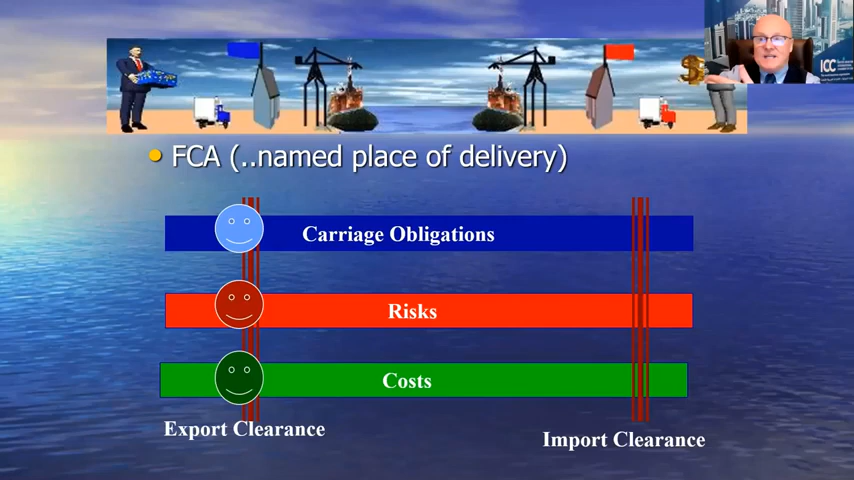 ICC
FCA (..named place of delivery)
Carriage Obligations
Risks
Costs
Export Clearance
Import Clearance